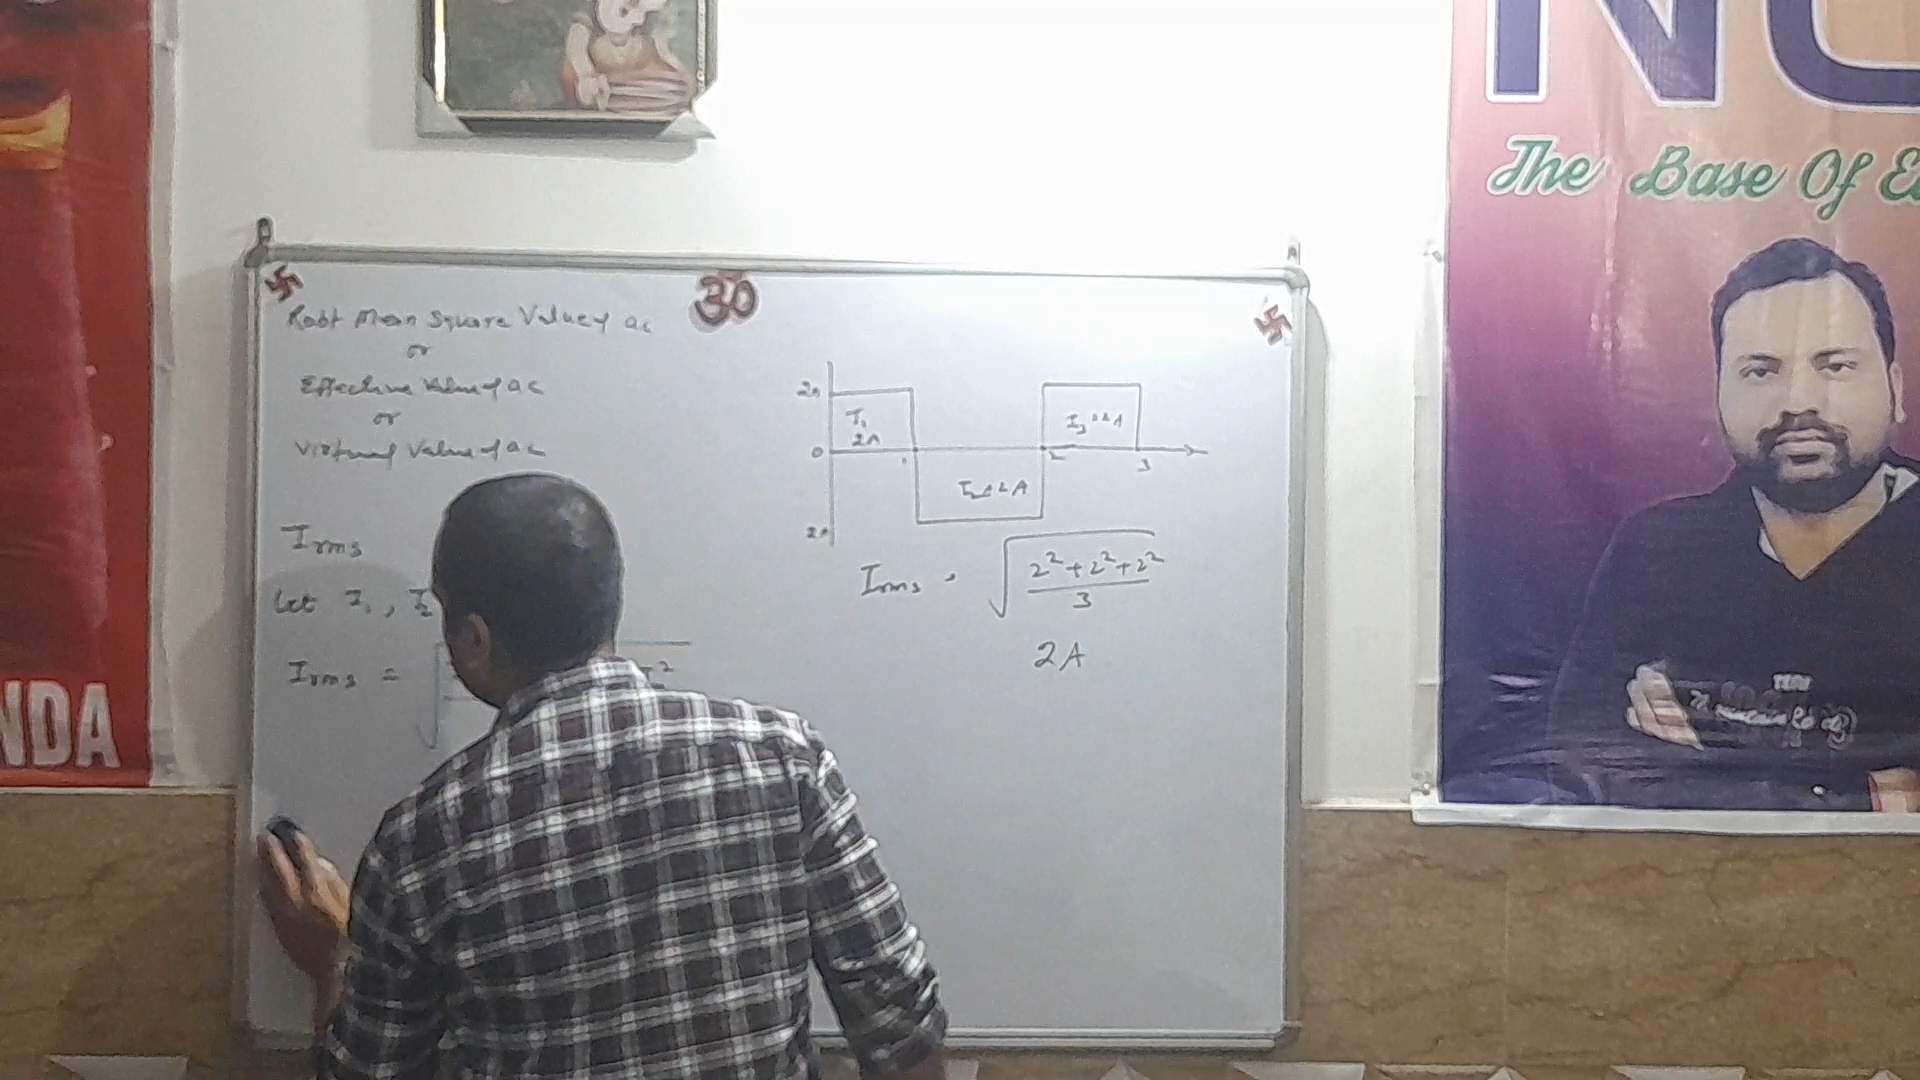 NU
The Base Of E
ॐ
Root Mean Square Value of ac
or
Effective Value of ac
or
Virtual Value of ac
Irms
Let I₁, I₂
Irms =
2A
I₁
2A
I₃ = 2A
0
1
2
3
I₂ = 2A
2A
Irms = √(2² + 2² + 2² / 3)
2A
NDA